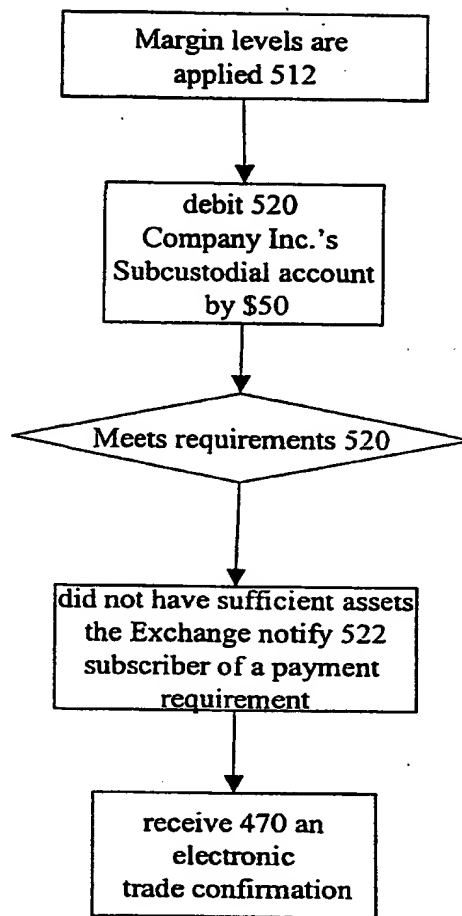 Margin levels are
applied 512
debit 520
Company Inc.'s
Subcustodial account
by $50
Meets requirements 520
did not have sufficient assets
the Exchange notify 522
subscriber of a payment
requirement
receive 470 an
electronic
trade confirmation